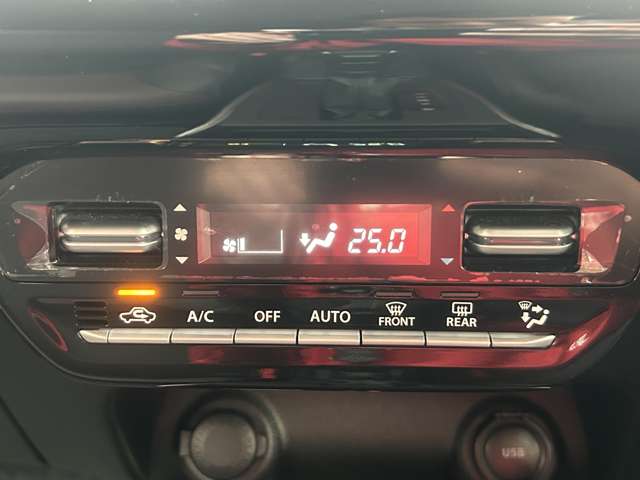 25.0
A/C OFF AUTO FRONT REAR
USB